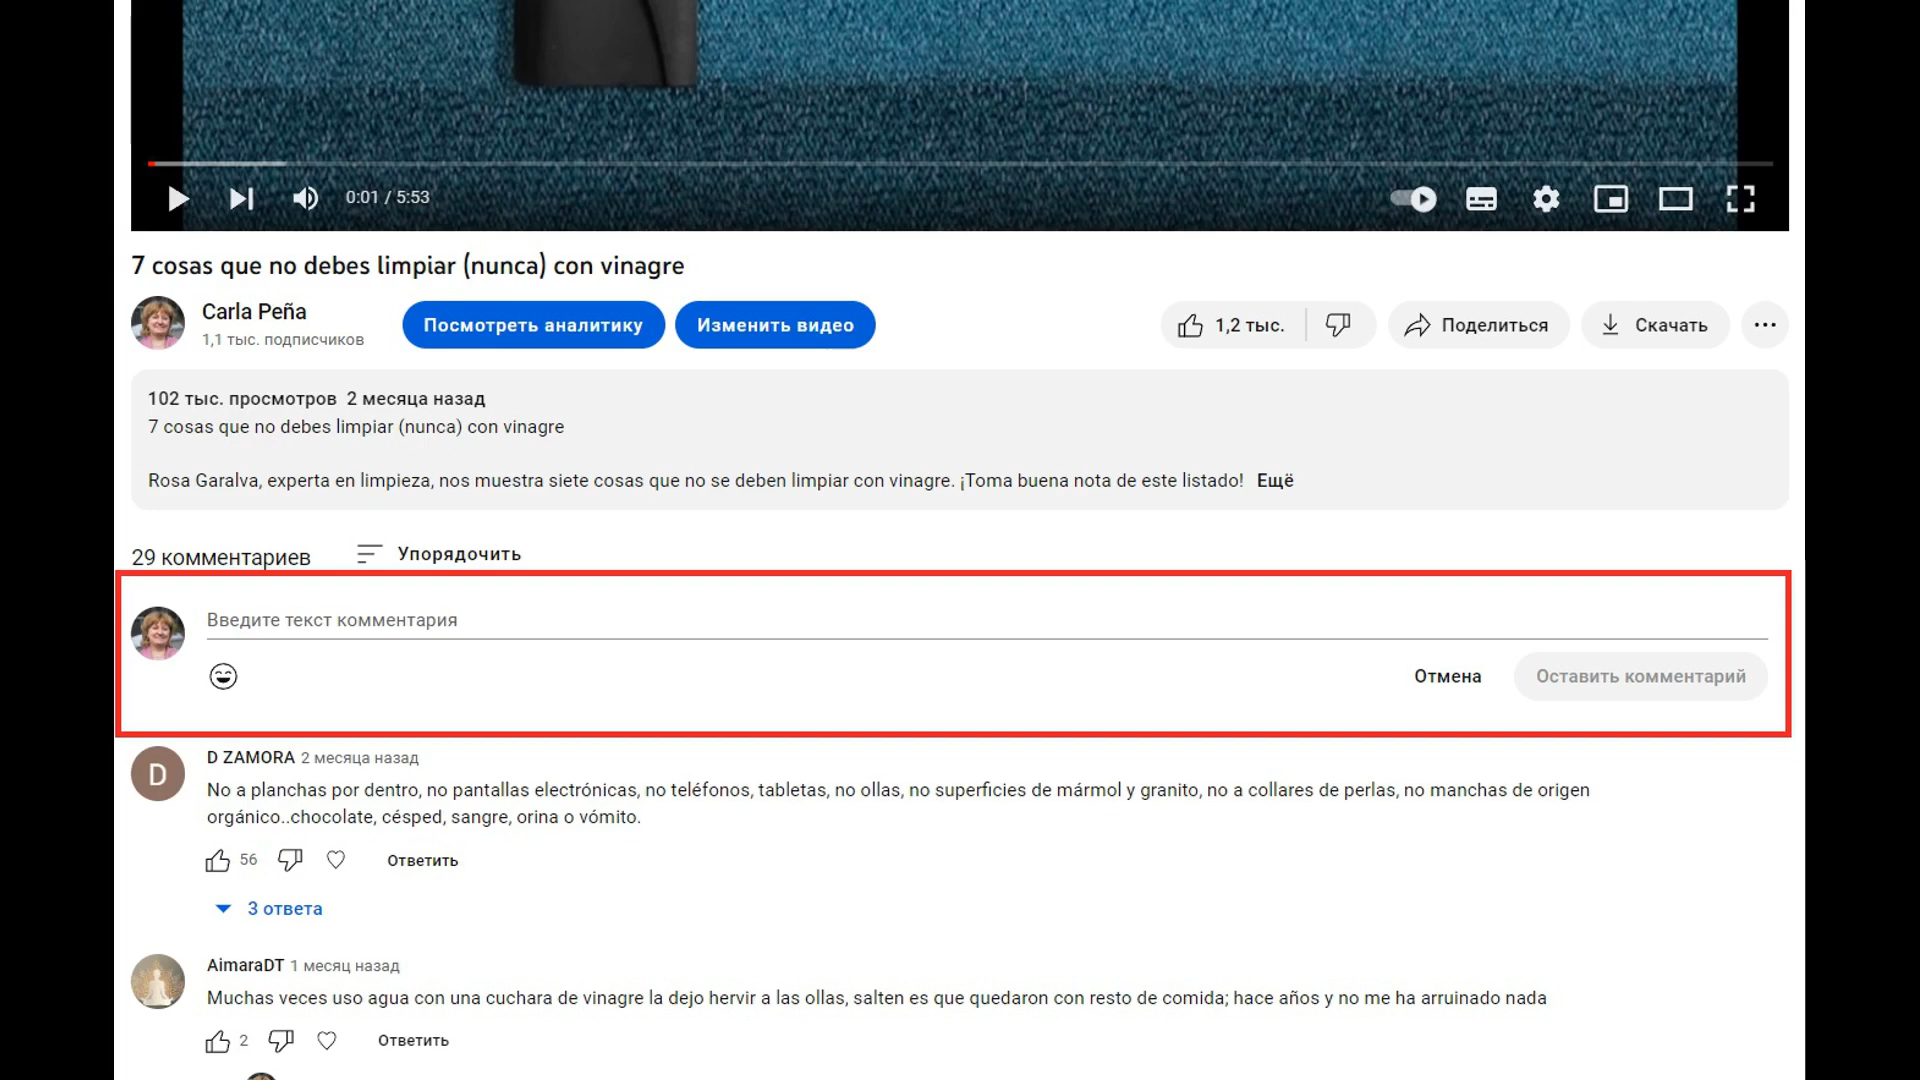 0:01 / 5:53
7 cosas que no debes limpiar (nunca) con vinagre
Carla Peña
1,1 тыс. подписчиков
Посмотреть аналитику
Изменить видео
1,2 тыс.
Поделиться
Скачать
102 тыс. просмотров 2 месяца назад
7 cosas que no debes limpiar (nunca) con vinagre
Rosa Garalva, experta en limpieza, nos muestra siete cosas que no se deben limpiar con vinagre. ¡Toma buena nota de este listado! Ещё
29 комментариев
Упорядочить
Введите текст комментария
Отмена
Оставить комментарий
D
D ZAMORA 2 месяца назад
No a planchas por dentro, no pantallas electrónicas, no teléfonos, tabletas, no ollas, no superficies de mármol y granito, no a collares de perlas, no manchas de origen
orgánico..chocolate, césped, sangre, orina o vómito.
56
Ответить
3 ответа
AimaraDT 1 месяц назад
Muchas veces uso agua con una cuchara de vinagre la dejo hervir a las ollas, salten es que quedaron con resto de comida; hace años y no me ha arruinado nada
2
Ответить